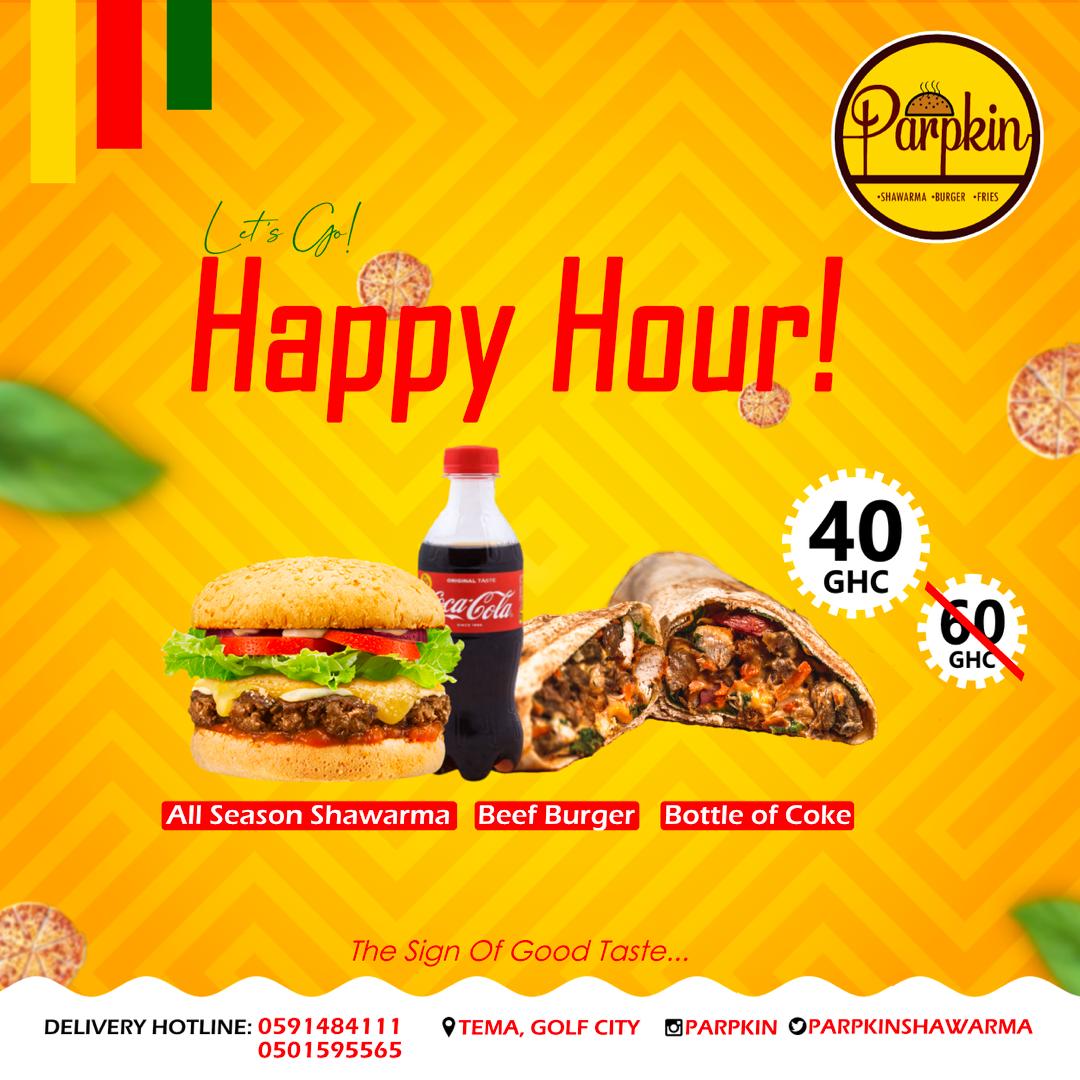 Parpkin
•SHAWARMA •BURGER •FRIES
Let's Go!
Happy Hour!
40
GHC
60
GHC
ORIGINAL TASTE
Coca-Cola
SINCE 1886
All Season Shawarma Beef Burger Bottle of Coke
The Sign Of Good Taste...
DELIVERY HOTLINE: 0591484111
0501595565
TEMA, GOLF CITY PARPKIN PARPKINSHAWARMA